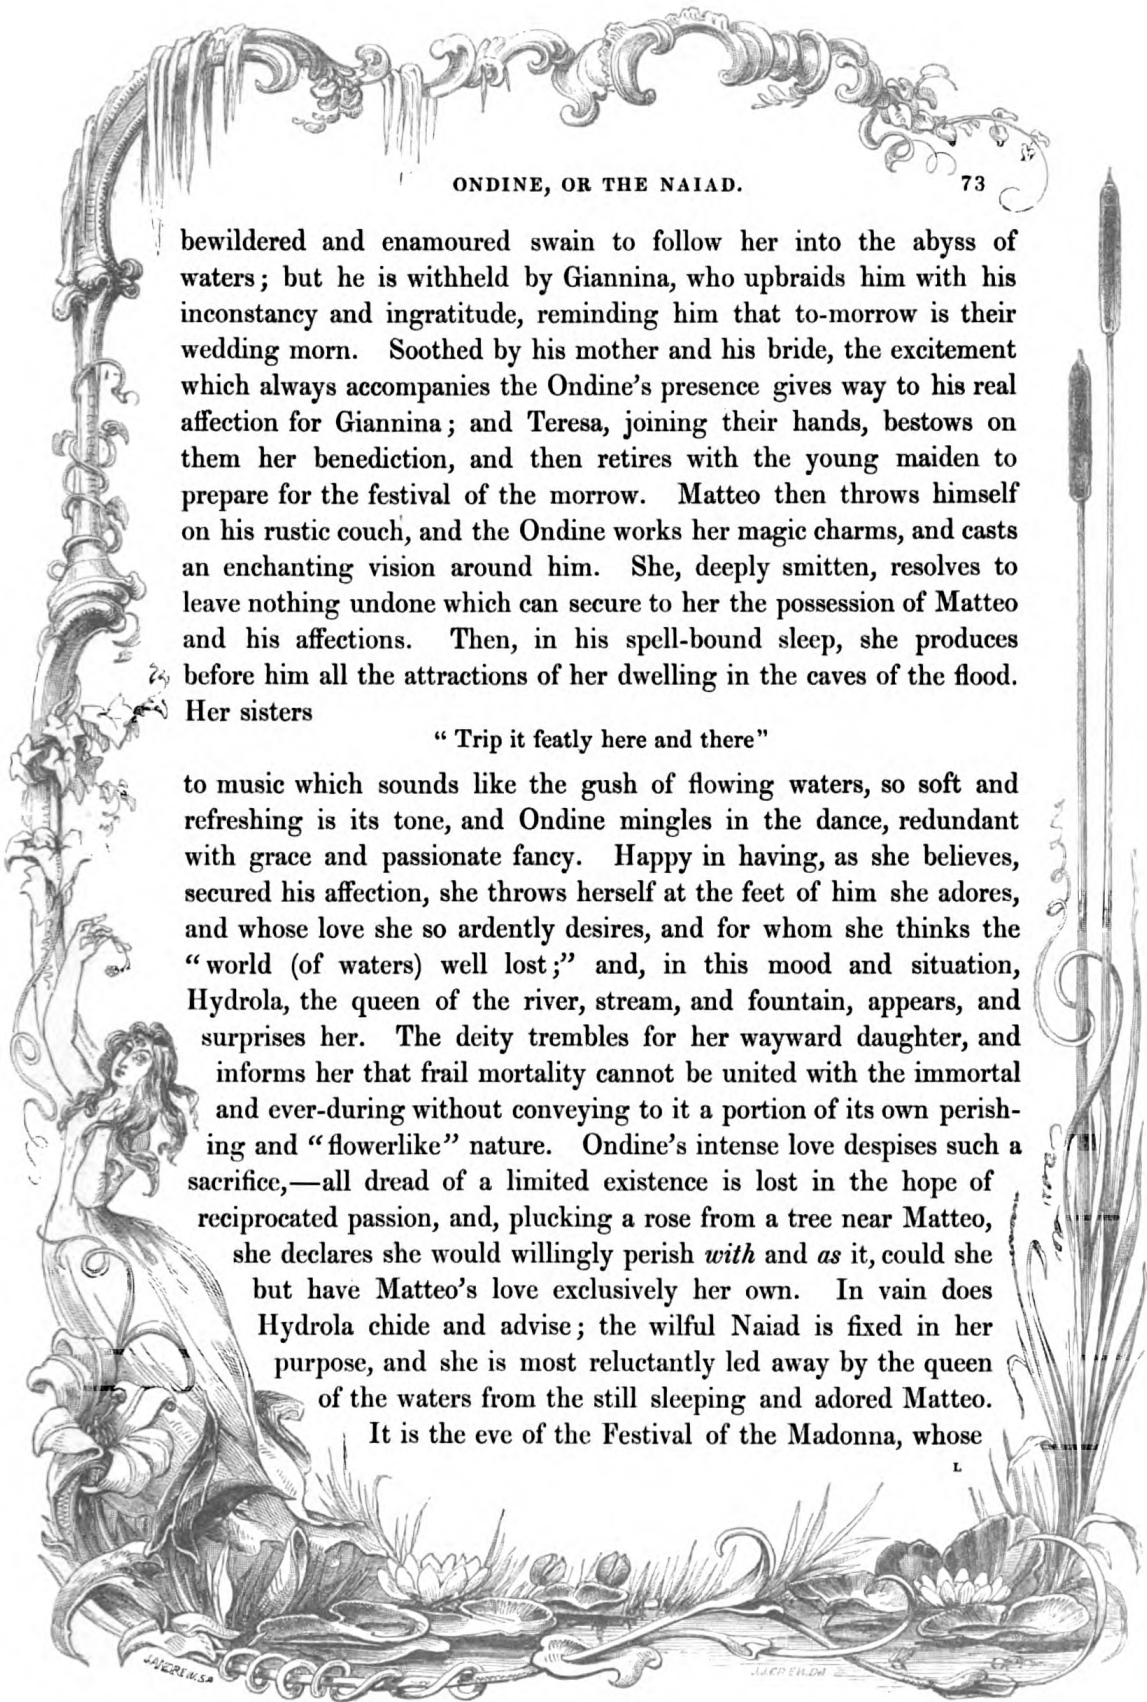 ONDINE, OR THE NAIAD. 73
bewildered and enamoured swain to follow her into the abyss of
waters; but he is withheld by Giannina, who upbraids him with his
inconstancy and ingratitude, reminding him that to-morrow is their
wedding morn. Soothed by his mother and his bride, the excitement
which always accompanies the Ondine’s presence gives way to his real
affection for Giannina; and Teresa, joining their hands, bestows on
them her benediction, and then retires with the young maiden to
prepare for the festival of the morrow. Matteo then throws himself
on his rustic couch, and the Ondine works her magic charms, and casts
an enchanting vision around him. She, deeply smitten, resolves to
leave nothing undone which can secure to her the possession of Matteo
and his affections. Then, in his spell-bound sleep, she produces
before him all the attractions of her dwelling in the caves of the flood.
Her sisters
“ Trip it featly here and there”
to music which sounds like the gush of flowing waters, so soft and
refreshing is its tone, and Ondine mingles in the dance, redundant
with grace and passionate fancy. Happy in having, as she believes,
secured his affection, she throws herself at the feet of him she adores,
and whose love she so ardently desires, and for whom she thinks the
“ world (of waters) well lost;” and, in this mood and situation,
Hydrola, the queen of the river, stream, and fountain, appears, and
surprises her. The deity trembles for her wayward daughter, and
informs her that frail mortality cannot be united with the immortal
and ever-during without conveying to it a portion of its own perish-
ing and “flowerlike” nature. Ondine’s intense love despises such a
sacrifice,—all dread of a limited existence is lost in the hope of
reciprocated passion, and, plucking a rose from a tree near Matteo,
she declares she would willingly perish with and as it, could she
but have Matteo’s love exclusively her own. In vain does
Hydrola chide and advise; the wilful Naiad is fixed in her
purpose, and she is most reluctantly led away by the queen
of the waters from the still sleeping and adored Matteo.
It is the eve of the Festival of the Madonna, whose
L
J.ANDREW.S.A